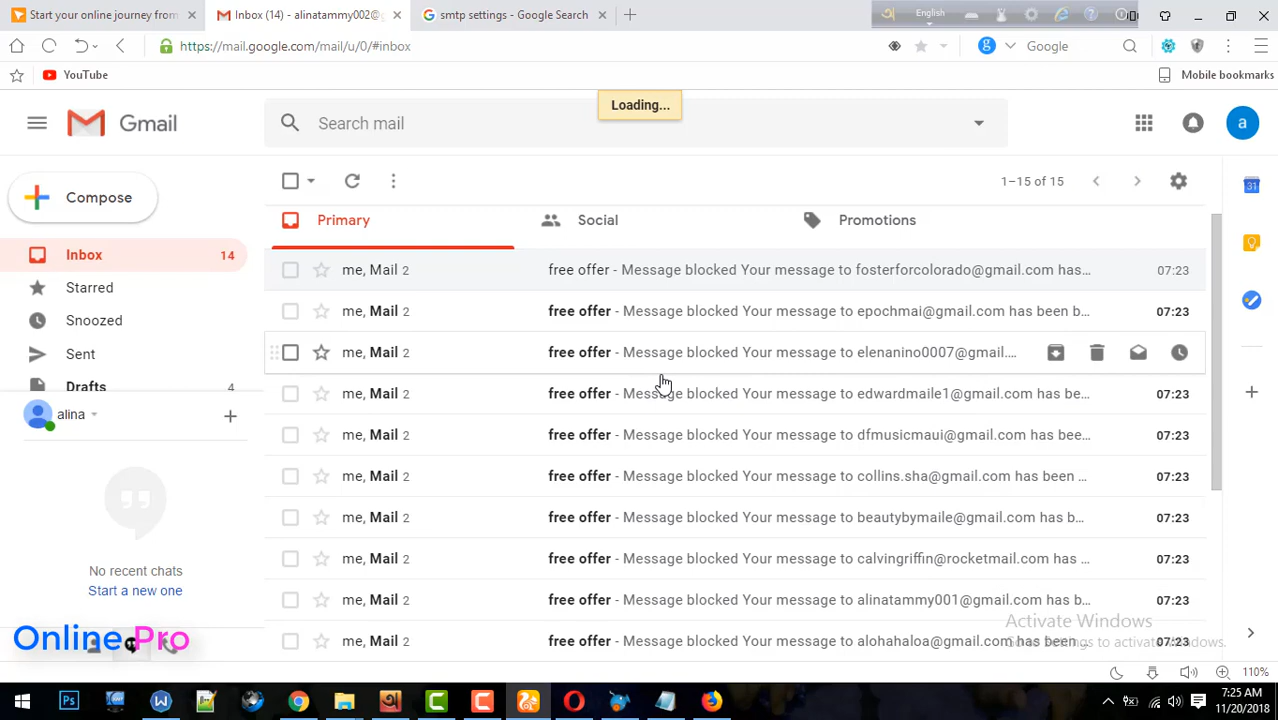 Start your online journey from
Inbox (14) - alinatammy002@g
smtp settings - Google Search
English
https://mail.google.com/mail/u/0/#inbox
Google
YouTube
Mobile bookmarks
Loading...
Gmail
Search mail
a
Compose
1–15 of 15
Primary
Social
Promotions
Inbox 14
Starred
Snoozed
Sent
Drafts 4
alina
No recent chats
Start a new one
me, Mail 2 free offer - Message blocked Your message to fosterforcolorado@gmail.com has... 07:23
me, Mail 2 free offer - Message blocked Your message to epochmai@gmail.com has been b... 07:23
me, Mail 2 free offer - Message blocked Your message to elenanino0007@gmail....
me, Mail 2 free offer - Message blocked Your message to edwardmaile1@gmail.com has be... 07:23
me, Mail 2 free offer - Message blocked Your message to dfmusicmaui@gmail.com has bee... 07:23
me, Mail 2 free offer - Message blocked Your message to collins.sha@gmail.com has been ... 07:23
me, Mail 2 free offer - Message blocked Your message to beautybymaile@gmail.com has b... 07:23
me, Mail 2 free offer - Message blocked Your message to calvingriffin@rocketmail.com has ... 07:23
me, Mail 2 free offer - Message blocked Your message to alinatammy001@gmail.com has b... 07:23
me, Mail 2 free offer - Message blocked Your message to alohahaloa@gmail.com has been... 07:23
Activate Windows
Go to Settings to activate Windows.
Online Pro
110%
7:25 AM
11/20/2018